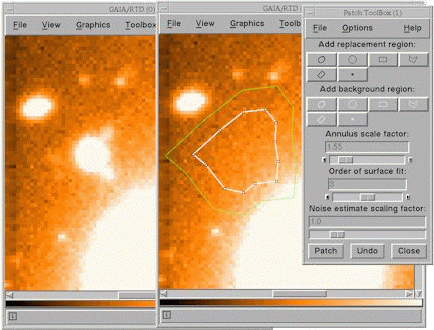 GAIA/RTD (0)
File View Graphics Toolbox
GAIA/RTD
File View Graphics Tools
Patch ToolBox (1)
File Options Help
Add replacement region:
Add background region:
Annulus scale factor:
1.55
Order of surface fit:
3
Noise estimate scaling factor:
1.0
Patch Undo Close